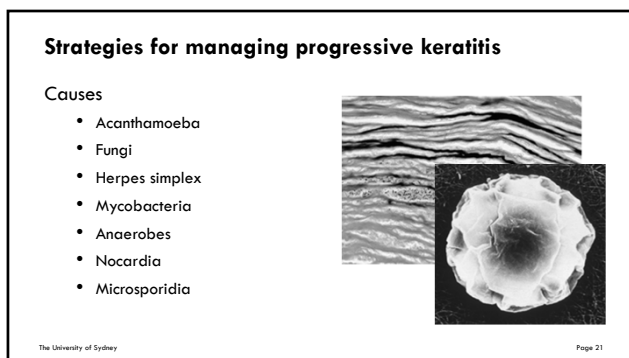 Strategies for managing progressive keratitis
Causes
• Acanthamoeba
• Fungi
• Herpes simplex
• Mycobacteria
• Anaerobes
• Nocardia
• Microsporidia
The University of Sydney
Page 21